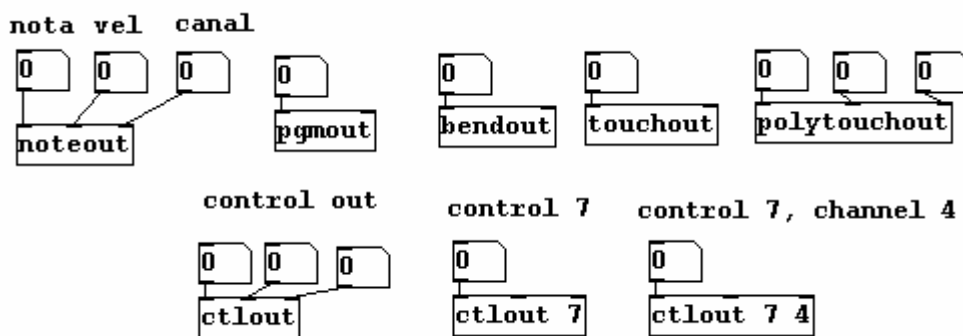 nota vel canal
0 0 0 0 0 0 0 0 0
noteout pgmout bendout touchout polytouchout
control out control 7 control 7, channel 4
0 0 0 0 0
ctlout ctlout 7 ctlout 7 4